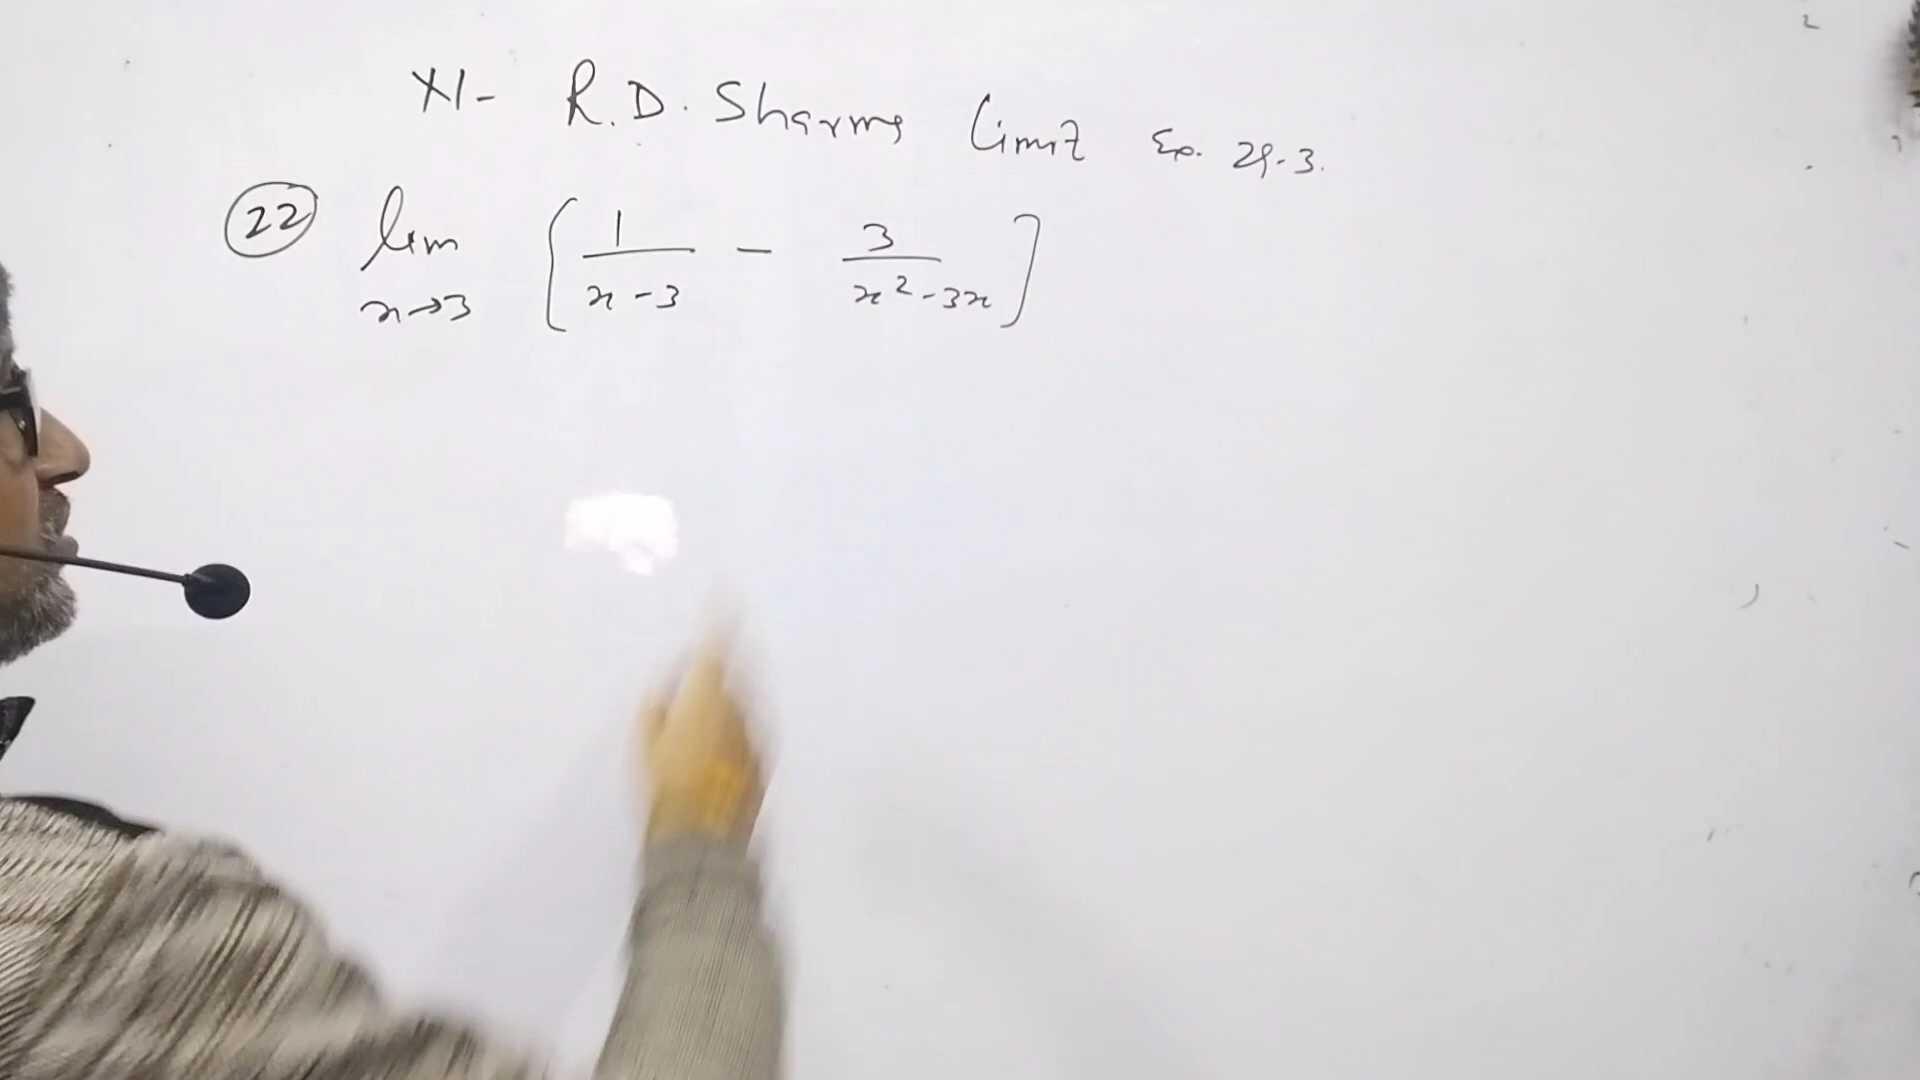 XI- R.D. Sharma Limit Ex. 29.3.
(22) lim x→3 [ 1/(x-3) - 3/(x²-3x) ]